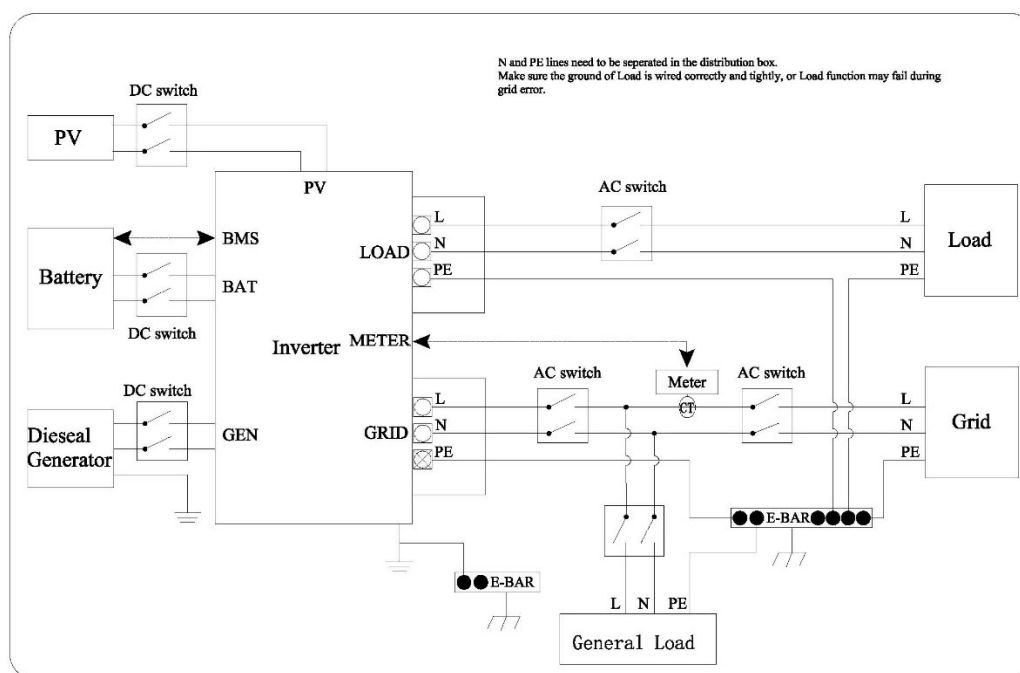 N and PE lines need to be seperated in the distribution box.
Make sure the ground of Load is wired correctly and tightly, or Load function may fail during
grid error.
DC switch
PV
PV
AC switch
L
N
PE
LOAD
L
N
PE
Load
BMS
Battery
BAT
DC switch
Inverter
METER
Meter
CT
AC switch
AC switch
DC switch
Dieseal
Generator
GEN
L
N
PE
GRID
L
N
PE
Grid
E-BAR
E-BAR
L N PE
General Load